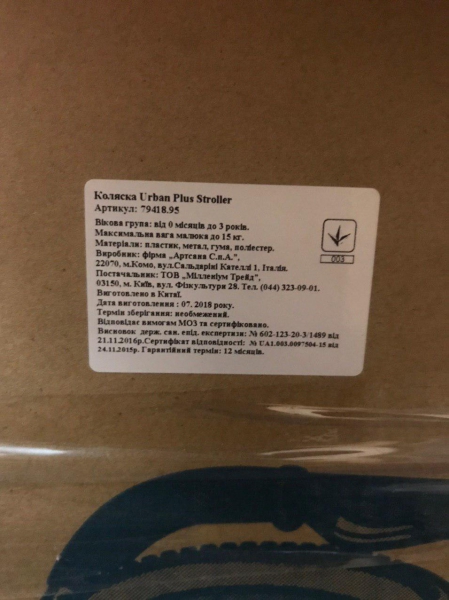 Коляска Urban Plus Stroller
Артикул: 79418.95
Вікова група: від 0 місяців до 3 років.
Максимальна вага малюка до 15 кг.
Матеріали: пластик, метал, гума, поліестер.
Виробник: фірма „Артсана С.п.А.",
22070, м.Комо, вул.Сальдаріні Кателлі 1. Італія.
Постачальник: ТОВ „Міллениум Трейд",
03150, м. Київ, вул. Фізкультури 28. Тел. (044) 323-09-01.
Виготовлено в Китаї.
Дата виготовлення : 07. 2018 року.
Термін зберігання: необмежений.
Відповідає вимогам МОЗ та сертифіковано.
Висновок держ. сан. епід. експертизи: № 602-123-20-3/1489 від
21.11.2016р.Сертифікат відповідності: № UA1.003.0097504-15 від
24.11.2015р. Гарантійний термін: 12 місяців.
003